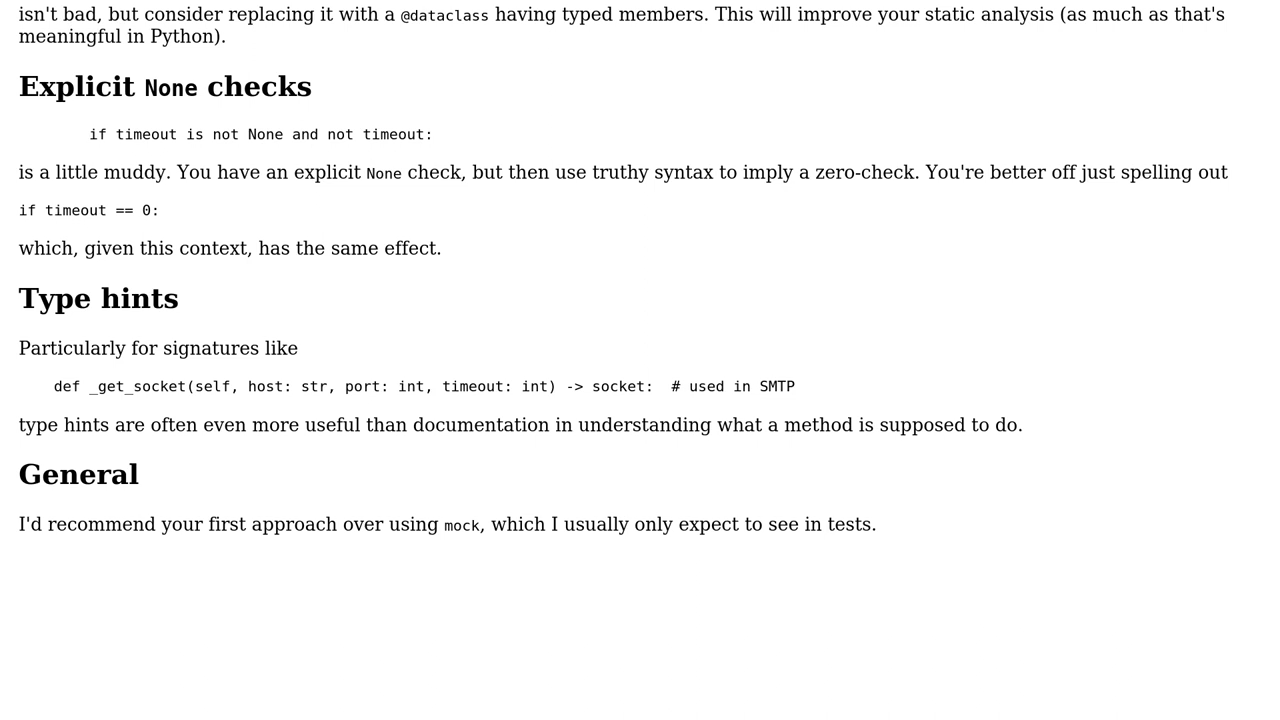 isn't bad, but consider replacing it with a @dataclass having typed members. This will improve your static analysis (as much as that's
meaningful in Python).
Explicit None checks
if timeout is not None and not timeout:
is a little muddy. You have an explicit None check, but then use truthy syntax to imply a zero-check. You're better off just spelling out
if timeout == 0:
which, given this context, has the same effect.
Type hints
Particularly for signatures like
def _get_socket(self, host: str, port: int, timeout: int) -> socket:  # used in SMTP
type hints are often even more useful than documentation in understanding what a method is supposed to do.
General
I'd recommend your first approach over using mock, which I usually only expect to see in tests.